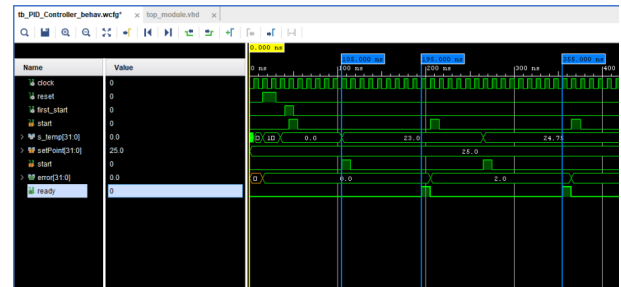 tb_PID_Controller_behav.wcfg* × top_module.vhd ×
0.000 ns
105.000 ns 195.000 ns 355.000 ns
Name Value
0 ns 100 ns 200 ns 300 ns 400
clock 0
reset 0
first_start 0
start 0
s_temp[31:0] 0.0 0.0 23.0 24.75
setPoint[31:0] 25.0 25.0
start 0
error[31:0] 0.0 0.0 2.0
ready 0